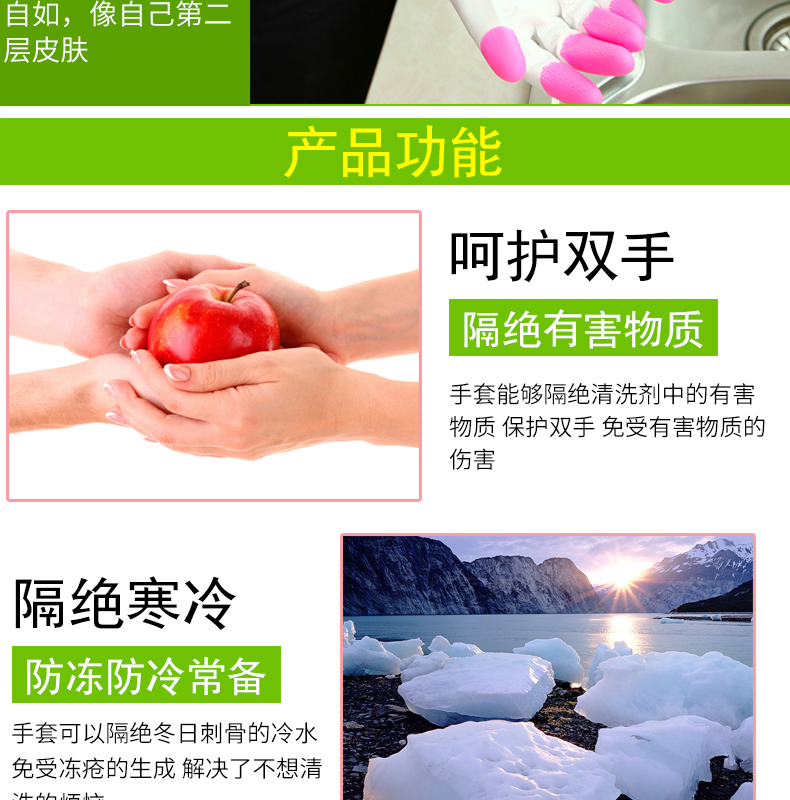 自如，像自己第二
层皮肤
产品功能
呵护双手
隔绝有害物质
手套能够隔绝清洗剂中的有害
物质 保护双手 免受有害物质的
伤害
隔绝寒冷
防冻防冷常备
手套可以隔绝冬日刺骨的冷水
免受冻疮的生成 解决了不想清
洗的烦恼